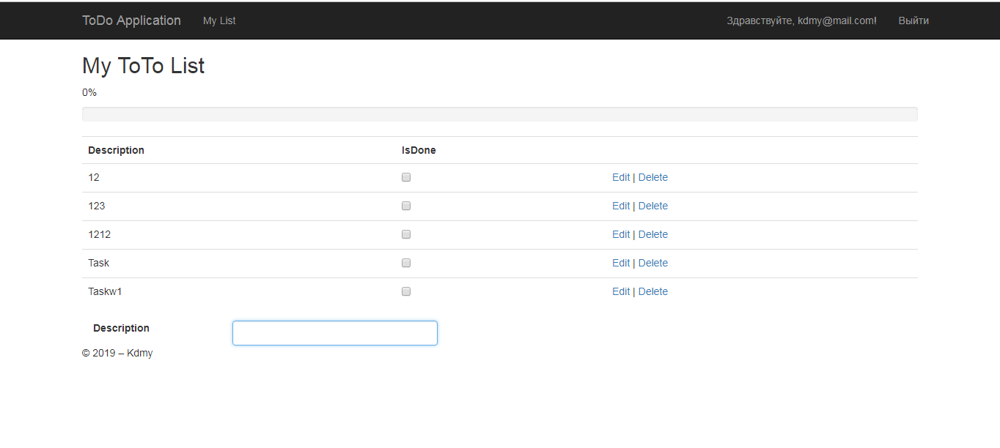 ToDo Application My List Здравствуйте, kdmy@mail.com! Выйти
My ToTo List
0%
Description IsDone
12 Edit | Delete
123 Edit | Delete
1212 Edit | Delete
Task Edit | Delete
Taskw1 Edit | Delete
Description
© 2019 – Kdmy